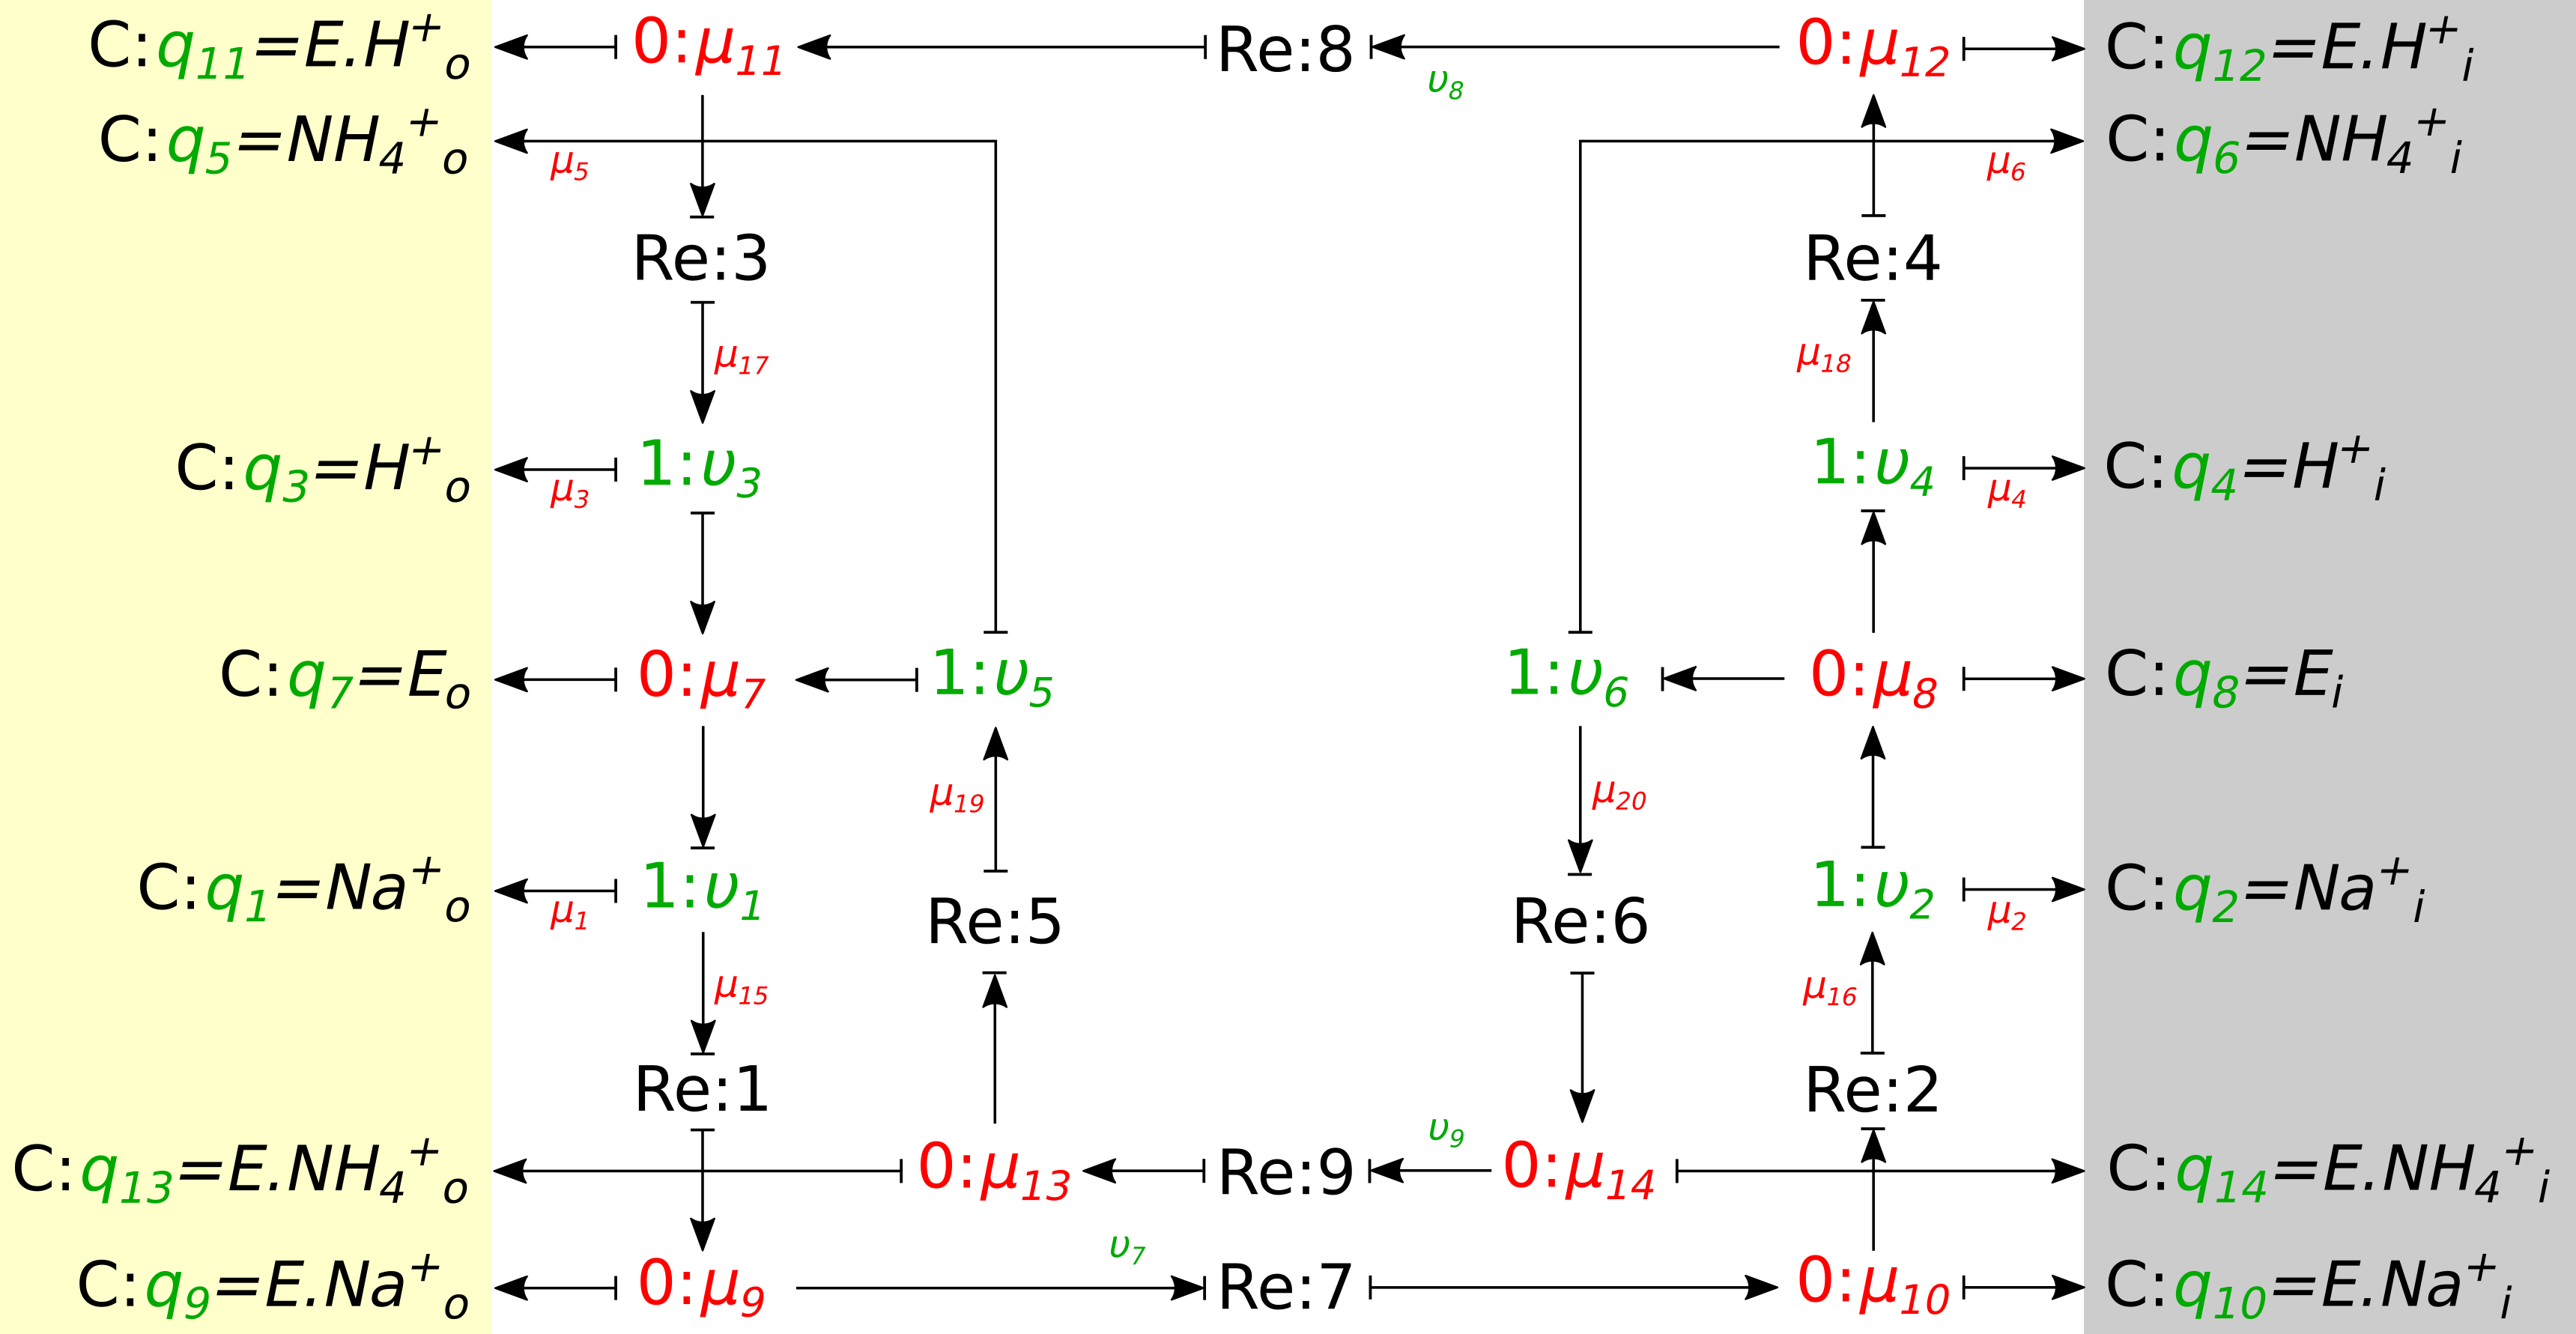 C:q₁₁=E.H⁺ₒ 0:μ₁₁ Re:8 υ₈ 0:μ₁₂ C:q₁₂=E.H⁺ᵢ
C:q₅=NH₄⁺ₒ μ₅ μ₆ C:q₆=NH₄⁺ᵢ
Re:3 Re:4
μ₁₇ μ₁₈
C:q₃=H⁺ₒ μ₃ 1:υ₃ 1:υ₄ μ₄ C:q₄=H⁺ᵢ
C:q₇=Eₒ 0:μ₇ 1:υ₅ 1:υ₆ 0:μ₈ C:q₈=Eᵢ
μ₁₉ μ₂₀
C:q₁=Na⁺ₒ μ₁ 1:υ₁ Re:5 Re:6 1:υ₂ μ₂ C:q₂=Na⁺ᵢ
μ₁₅ μ₁₆
Re:1 Re:2
C:q₁₃=E.NH₄⁺ₒ 0:μ₁₃ Re:9 υ₉ 0:μ₁₄ C:q₁₄=E.NH₄⁺ᵢ
C:q₉=E.Na⁺ₒ 0:μ₉ υ₇ Re:7 0:μ₁₀ C:q₁₀=E.Na⁺ᵢ